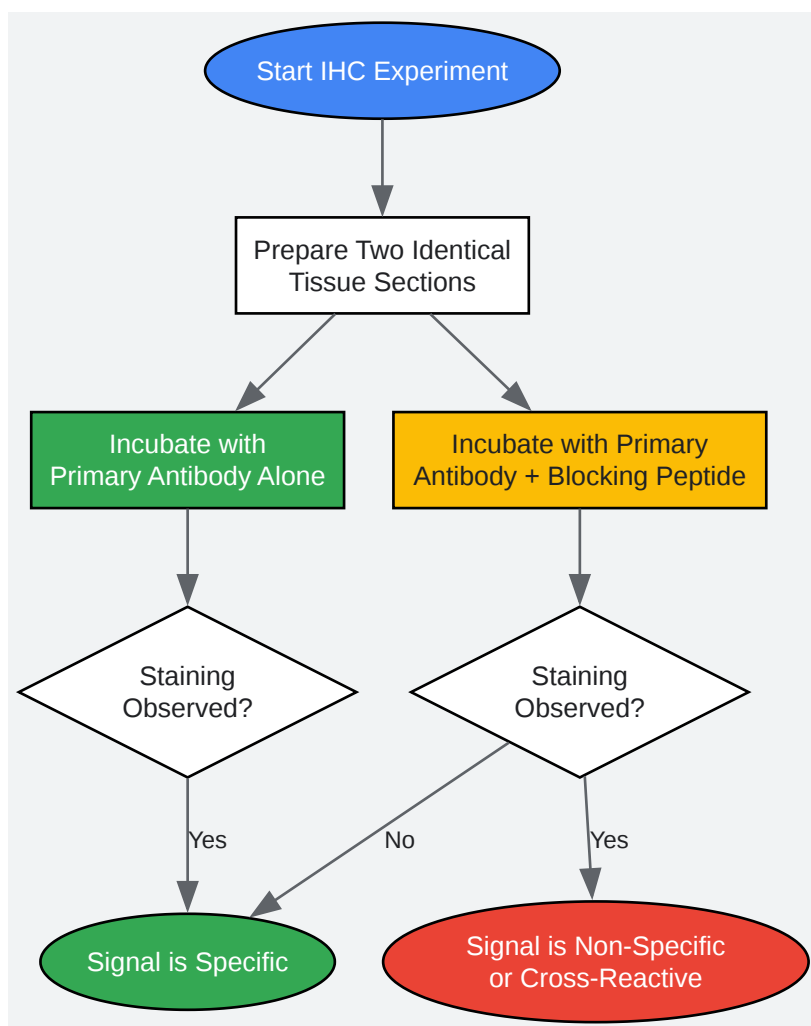 Start IHC Experiment
Prepare Two Identical
Tissue Sections
Incubate with
Primary Antibody Alone
Incubate with Primary
Antibody + Blocking Peptide
Staining
Observed?
Staining
Observed?
Yes
No
Yes
Signal is Specific
Signal is Non-Specific
or Cross-Reactive